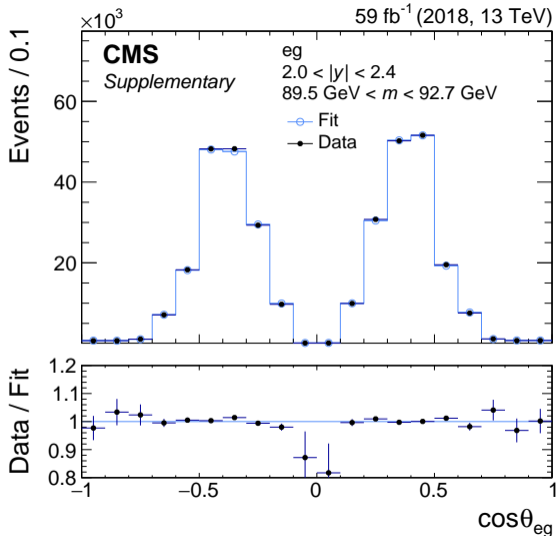 ×10³
59 fb⁻¹ (2018, 13 TeV)
CMS
Supplementary
eg
2.0 < |y| < 2.4
89.5 GeV < m < 92.7 GeV
Fit
Data
Events / 0.1
60
40
20
Data / Fit
1.2
1.1
1
0.9
0.8
−1 −0.5 0 0.5 1
cosθeg